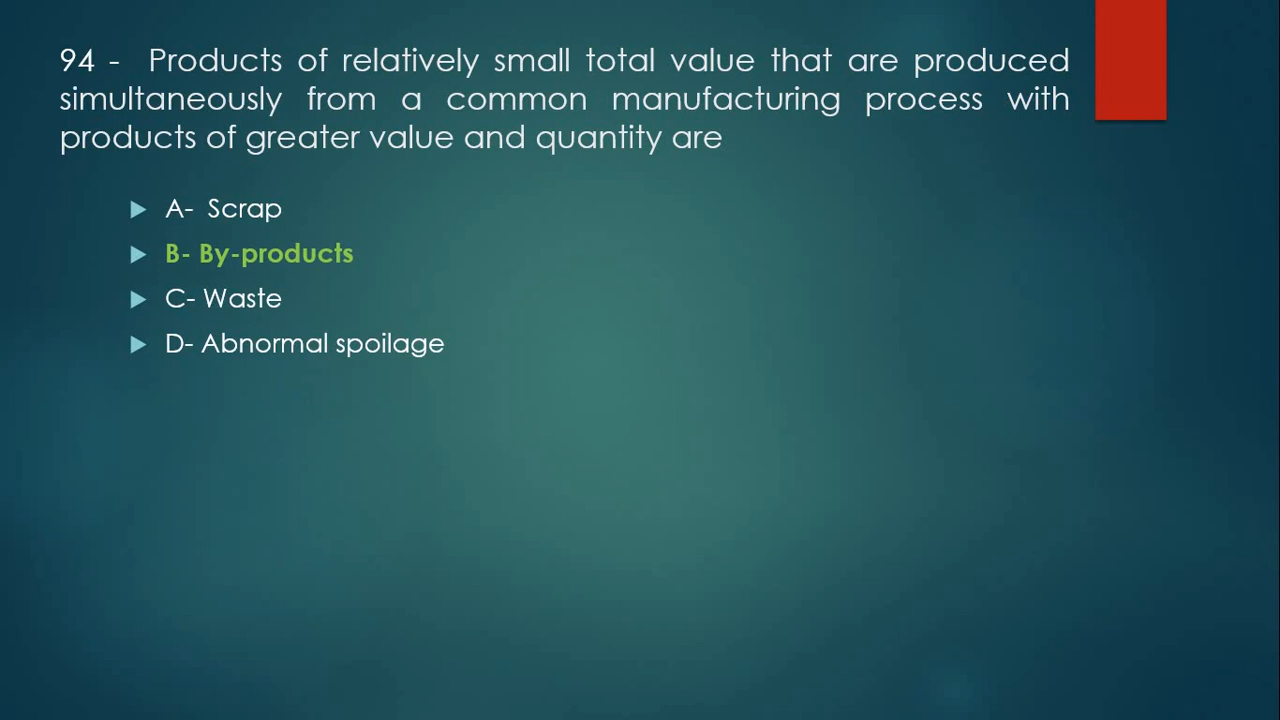 94 - Products of relatively small total value that are produced
simultaneously from a common manufacturing process with
products of greater value and quantity are
A- Scrap
B- By-products
C- Waste
D- Abnormal spoilage